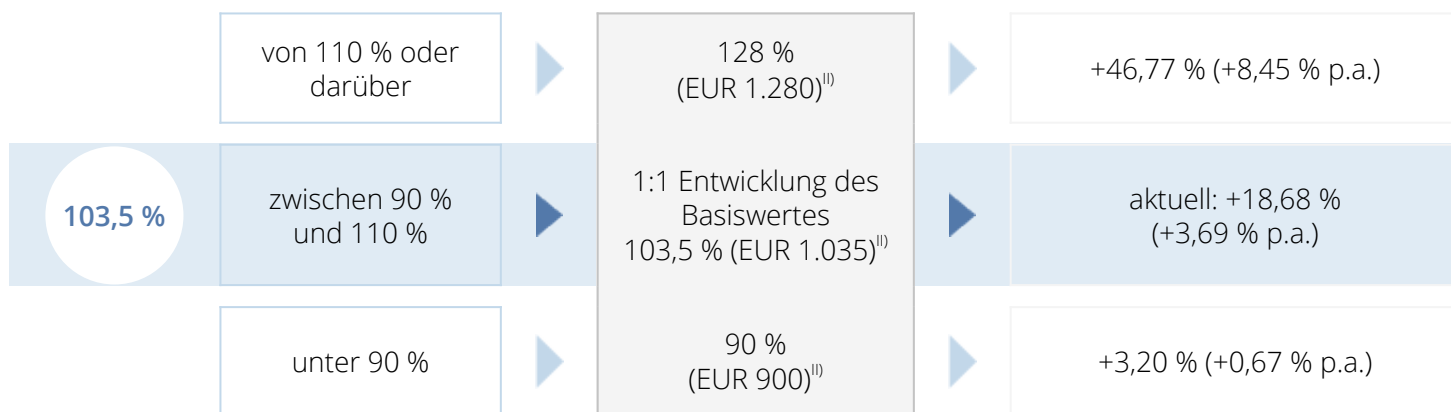 von 110 % oder
darüber
128 %
(EUR 1.280)II)
+46,77 % (+8,45 % p.a.)
103,5 %
zwischen 90 %
und 110 %
1:1 Entwicklung des
Basiswertes
103,5 % (EUR 1.035)II)
aktuell: +18,68 %
(+3,69 % p.a.)
unter 90 %
90 %
(EUR 900)II)
+3,20 % (+0,67 % p.a.)